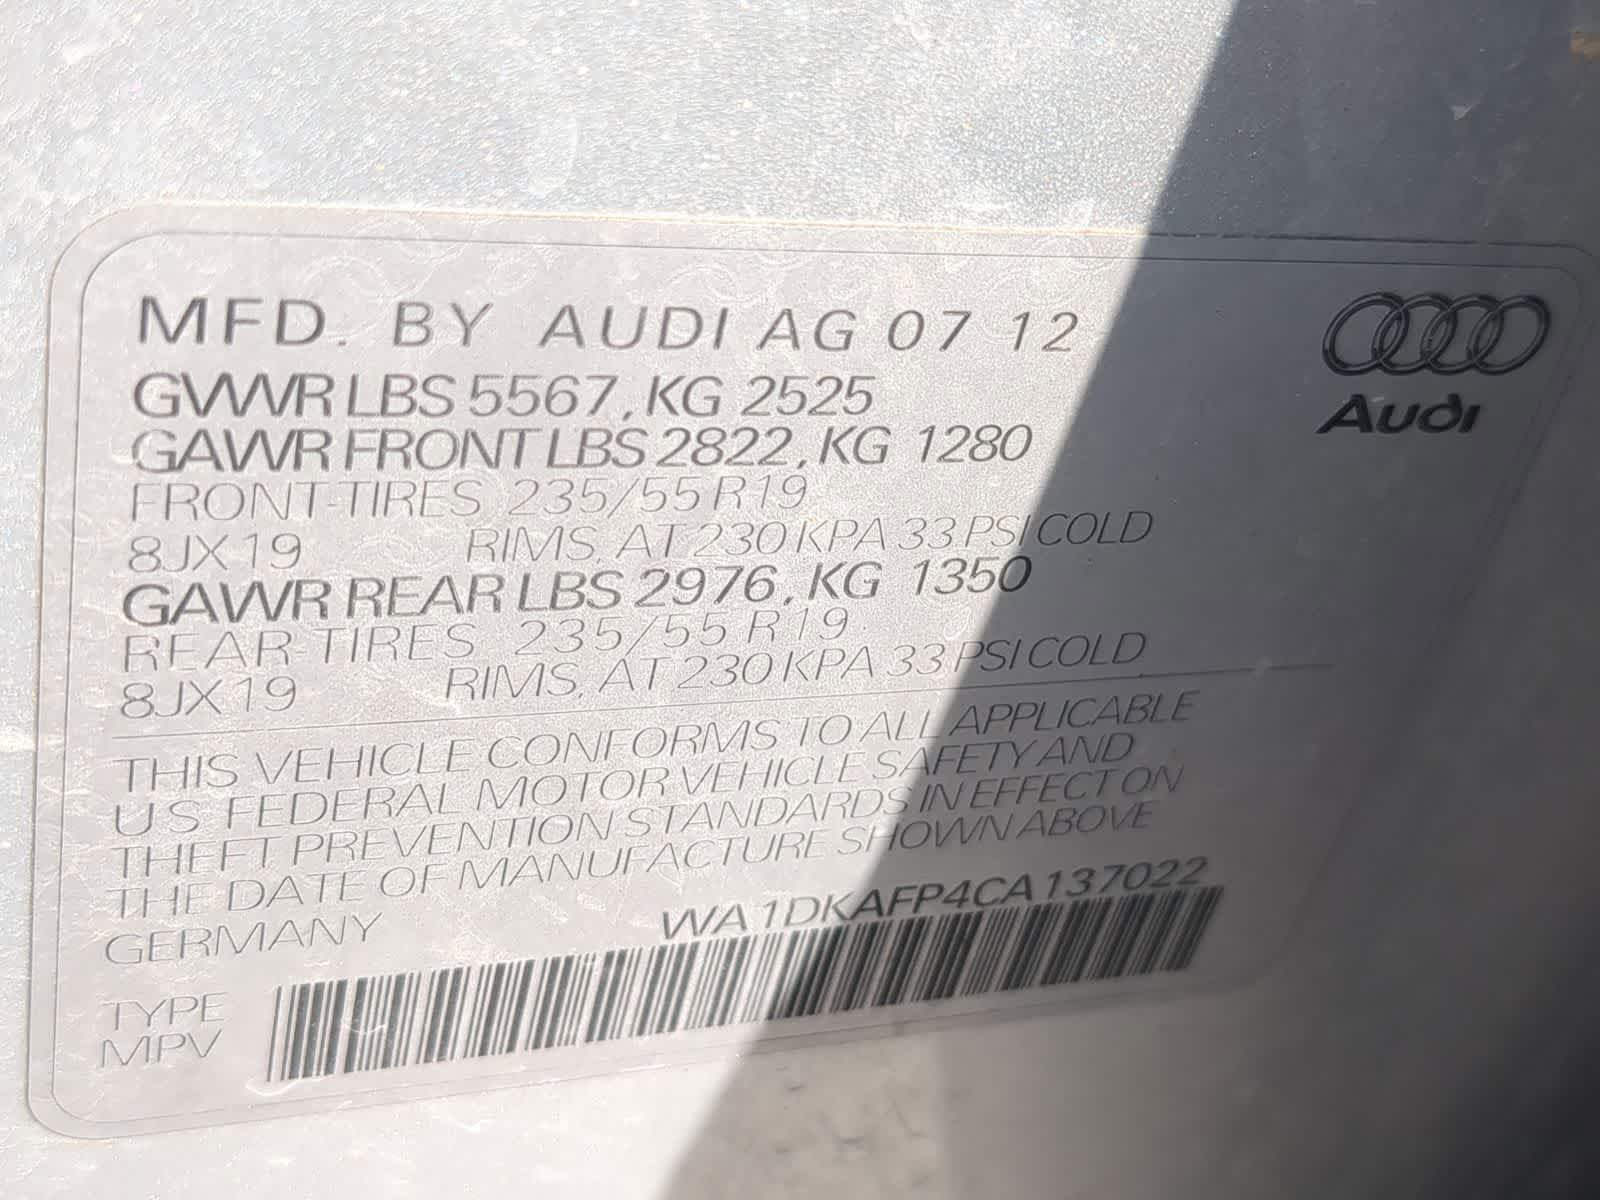 MFD. BY AUDI AG 07 12
GVWR LBS 5567, KG 2525
GAWR FRONT LBS 2822, KG 1280
FRONT-TIRES 235/55 R19
8JX19 RIMS, AT 230 KPA 33 PSI COLD
GAWR REAR LBS 2976, KG 1350
REAR-TIRES 235/55 R19
8JX19 RIMS, AT 230 KPA 33 PSI COLD
THIS VEHICLE CONFORMS TO ALL APPLICABLE
U S FEDERAL MOTOR VEHICLE SAFETY AND
THEFT PREVENTION STANDARDS IN EFFECT ON
THE DATE OF MANUFACTURE SHOWN ABOVE
GERMANY WA1DKAFP4CA137022
TYPE
MPV
Audi